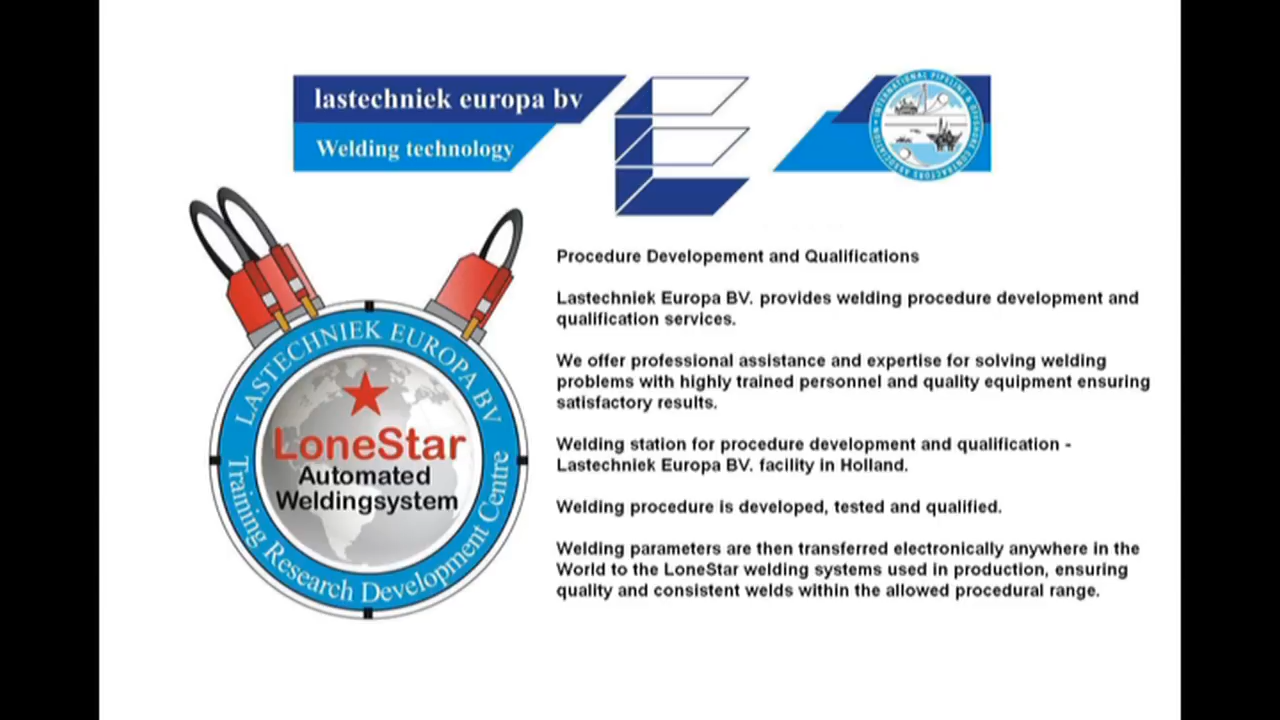 lastechniek europa bv
Welding technology
INTERNATIONAL PIPELINE & OFFSHORE CONTRACTORS ASSOCIATION
Procedure Developement and Qualifications
Lastechniek Europa BV. provides welding procedure development and
qualification services.
We offer professional assistance and expertise for solving welding
problems with highly trained personnel and quality equipment ensuring
satisfactory results.
Welding station for procedure development and qualification -
Lastechniek Europa BV. facility in Holland.
Welding procedure is developed, tested and qualified.
Welding parameters are then transferred electronically anywhere in the
World to the LoneStar welding systems used in production, ensuring
quality and consistent welds within the allowed procedural range.
LASTECHNIEK EUROPA BV
LoneStar
Automated
Weldingsystem
Training Research Development Centre